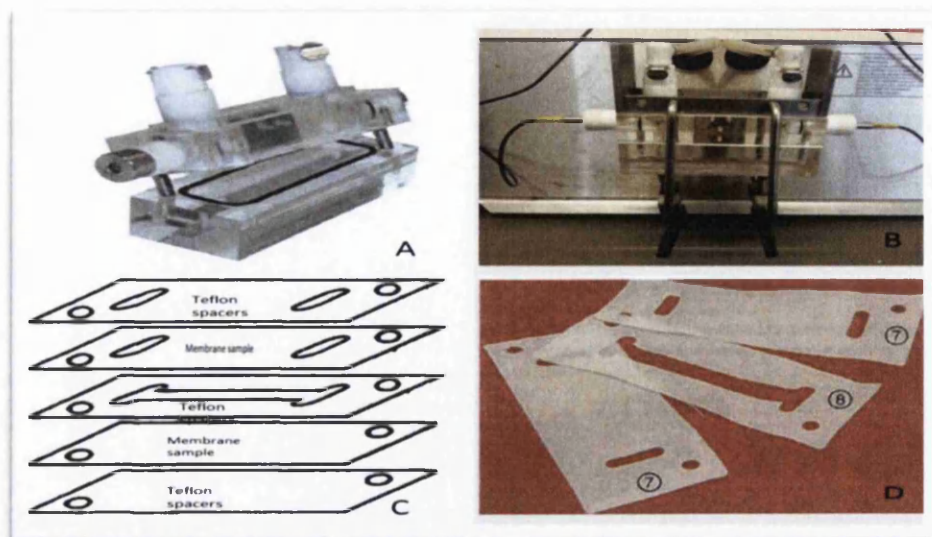 A
B
Teflon
spacers
Membrane sample
Teflon
Membrane
sample
Teflon
spacers
C
7
8
7
D